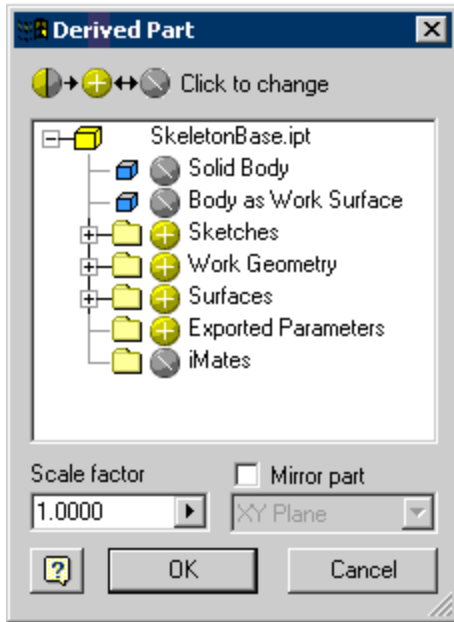 Derived Part
Click to change
SkeletonBase.ipt
Solid Body
Body as Work Surface
Sketches
Work Geometry
Surfaces
Exported Parameters
iMates
Scale factor
Mirror part
1.0000
XY Plane
OK
Cancel